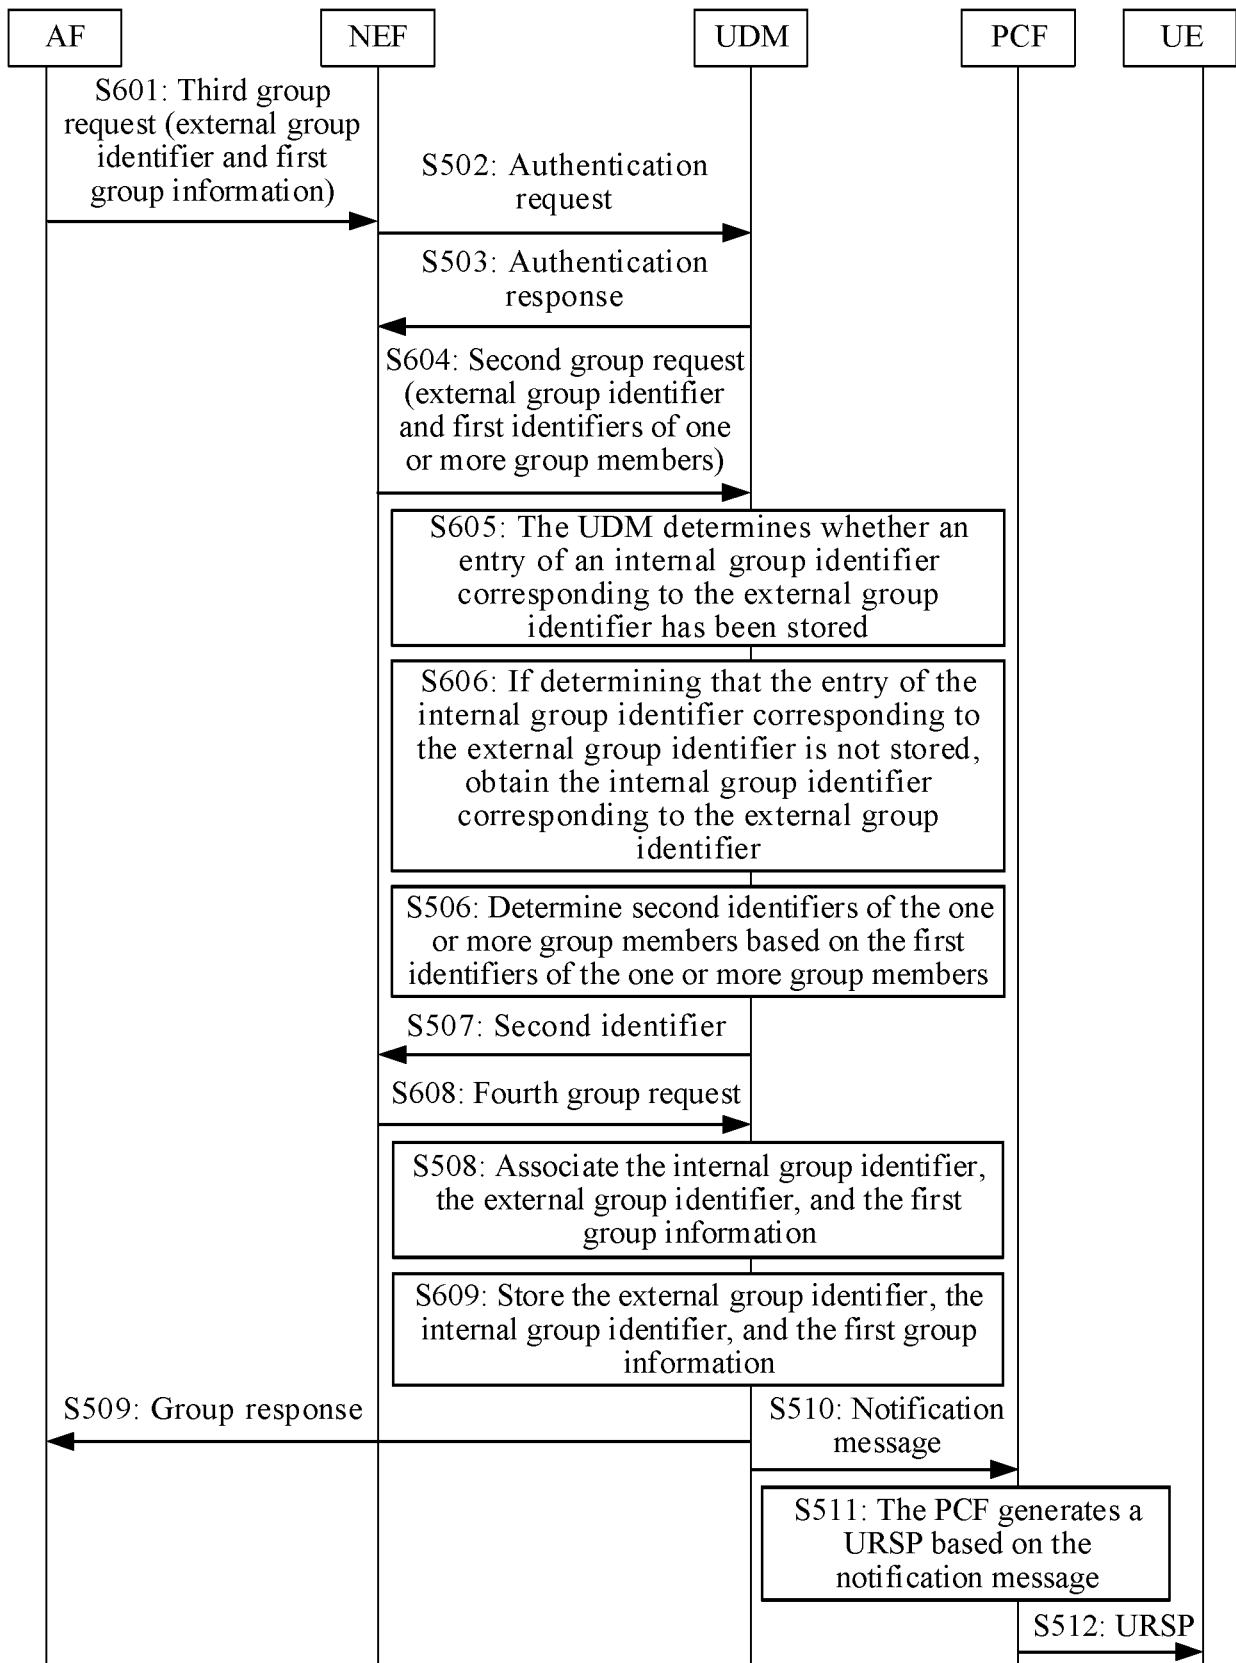 AF
NEF
UDM
PCF
UE
S601: Third group
request (external group
identifier and first
group information)
S502: Authentication
request
S503: Authentication
response
S604: Second group request
(external group identifier
and first identifiers of one
or more group members)
S605: The UDM determines whether an
entry of an internal group identifier
corresponding to the external group
identifier has been stored
S606: If determining that the entry of the
internal group identifier corresponding to
the external group identifier is not stored,
obtain the internal group identifier
corresponding to the external group
identifier
S506: Determine second identifiers of the one
or more group members based on the first
identifiers of the one or more group members
S507: Second identifier
S608: Fourth group request
S508: Associate the internal group identifier,
the external group identifier, and the first
group information
S609: Store the external group identifier, the
internal group identifier, and the first group
information
S509: Group response
S510: Notification
message
S511: The PCF generates a
URSP based on the
notification message
S512: URSP